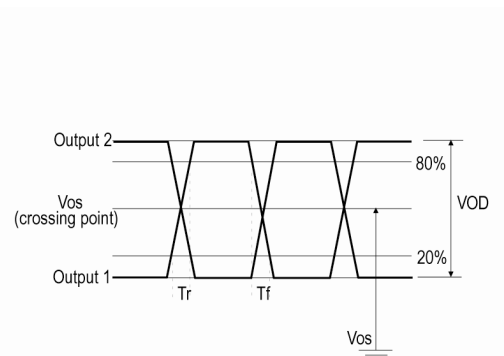 Output 2
80%
Vos
(crossing point)
VOD
20%
Output 1
Tr
Tf
Vos